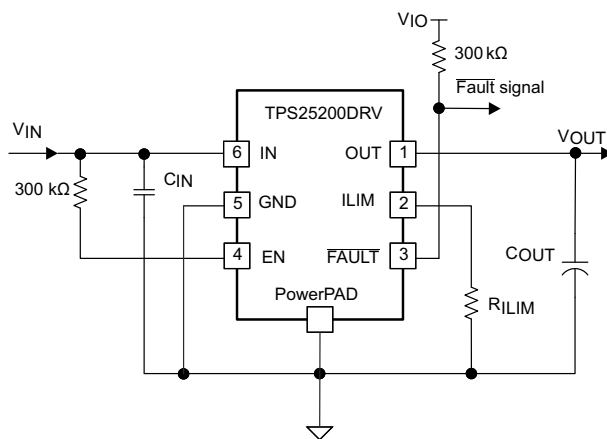 VIO
300 kΩ
Fault signal
TPS25200DRV
VIN
VOUT
6 IN
OUT 1
CIN
300 kΩ
5 GND
ILIM 2
4 EN
FAULT 3
COUT
PowerPAD
RILIM